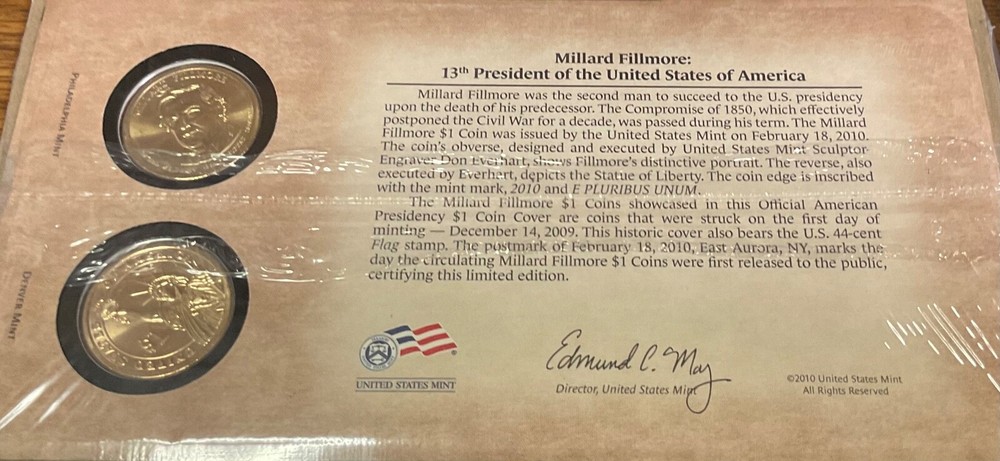 Millard Fillmore:
13th President of the United States of America
Millard Fillmore was the second man to succeed to the U.S. presidency
upon the death of his predecessor. The Compromise of 1850, which effectively
postponed the Civil War for a decade, was passed during his term. The Millard
Fillmore $1 Coin was issued by the United States Mint on February 18, 2010.
The coin's obverse, designed and executed by United States Mint Sculptor-
Engraver Don Everhart, shows Fillmore's distinctive portrait. The reverse, also
executed by Everhart, depicts the Statue of Liberty. The coin edge is inscribed
with the mint mark, 2010 and E PLURIBUS UNUM.
The Millard Fillmore $1 Coins showcased in this Official American
Presidency $1 Coin Cover are coins that were struck on the first day of
minting — December 14, 2009. This historic cover also bears the U.S. 44-cent
Flag stamp. The postmark of February 18, 2010, East Aurora, NY, marks the
day the circulating Millard Fillmore $1 Coins were first released to the public,
certifying this limited edition.
PHILADELPHIA MINT
FILLMORE
DENVER MINT
UNITED STATES
UNITED STATES MINT
Edmund C. Moy
Director, United States Mint
©2010 United States Mint
All Rights Reserved